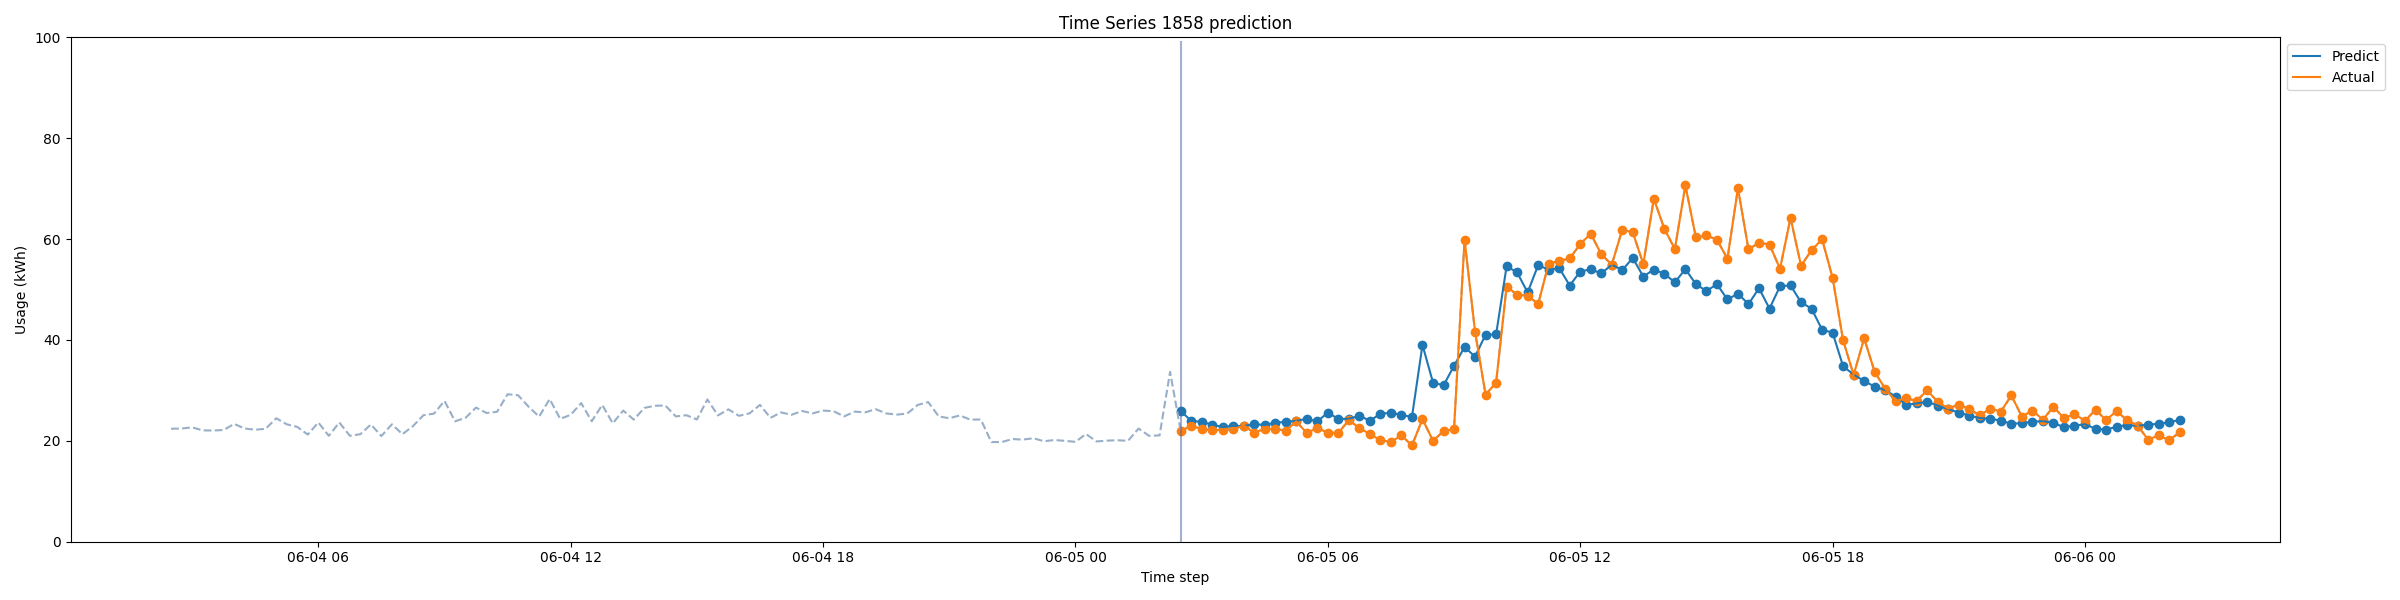 Time Series 1858 prediction
100
80
60
40
20
0
Usage (kWh)
06-04 06
06-04 12
06-04 18
06-05 00
06-05 06
06-05 12
06-05 18
06-06 00
Time step
Predict
Actual